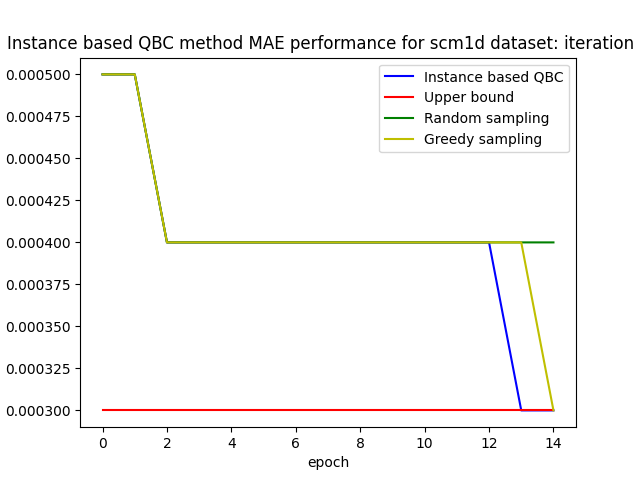 Instance based QBC method MAE performance for scm1d dataset: iteration
0.000500
0.000475
0.000450
0.000425
0.000400
0.000375
0.000350
0.000325
0.000300
Instance based QBC
Upper bound
Random sampling
Greedy sampling
0 2 4 6 8 10 12 14
epoch